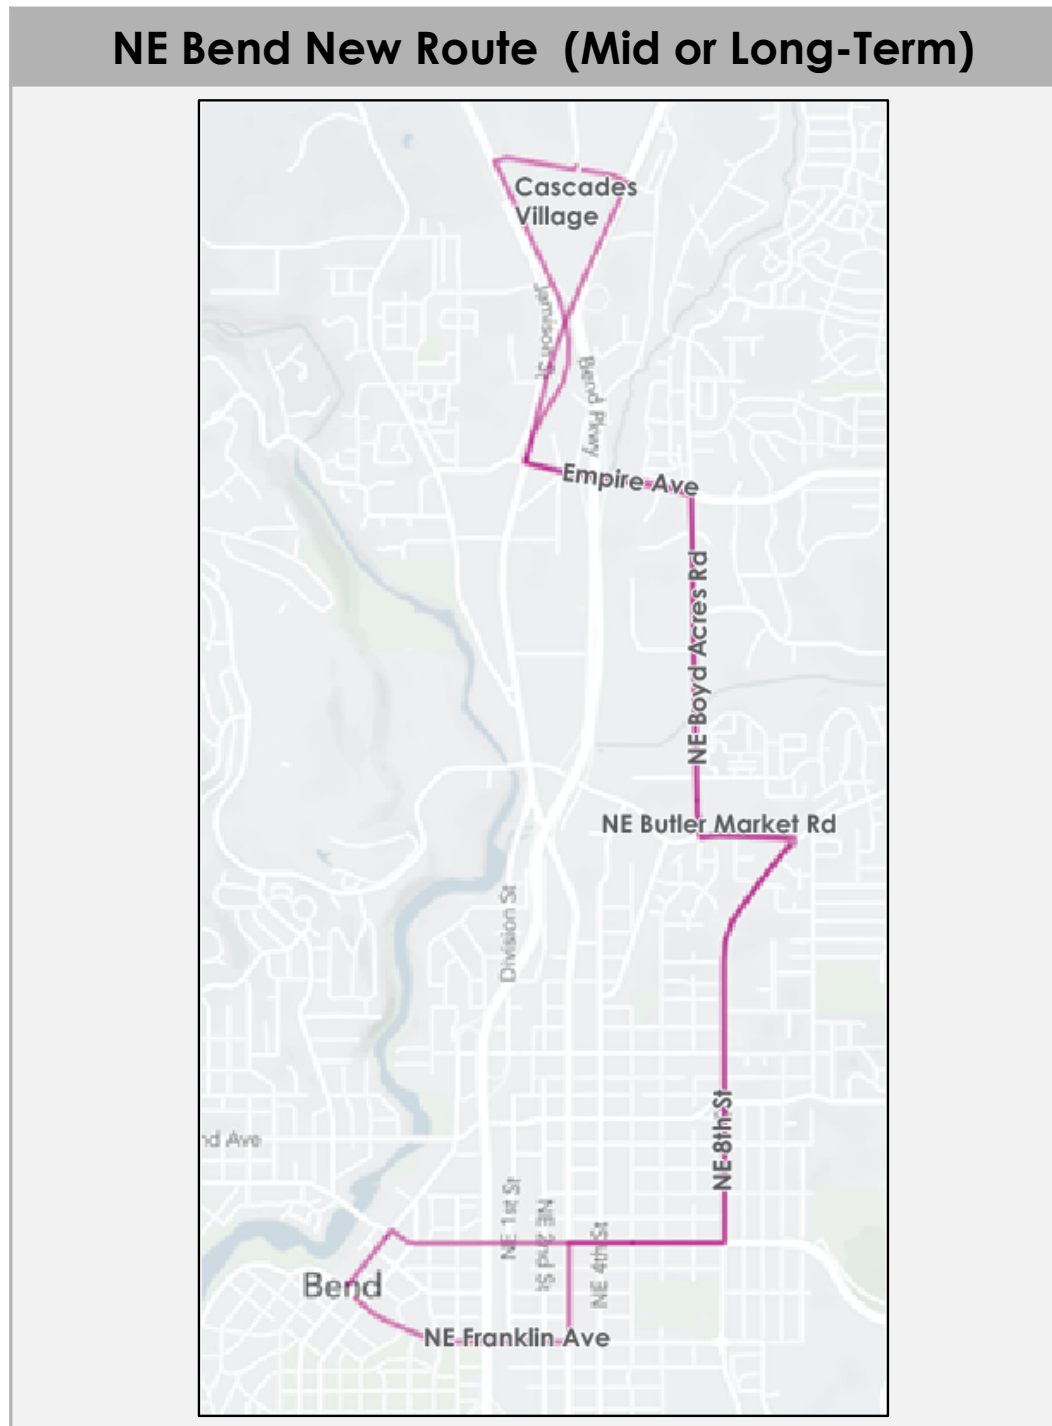 NE Bend New Route (Mid or Long-Term)
Cascades
Village
Jamison St
Bend Pkwy
Empire Ave
NE Boyd Acres Rd
NE Butler Market Rd
Division St
NE 8th St
nd Ave
NE 1st St
NE 2nd St
NE 4th St
Bend
NE Franklin Ave